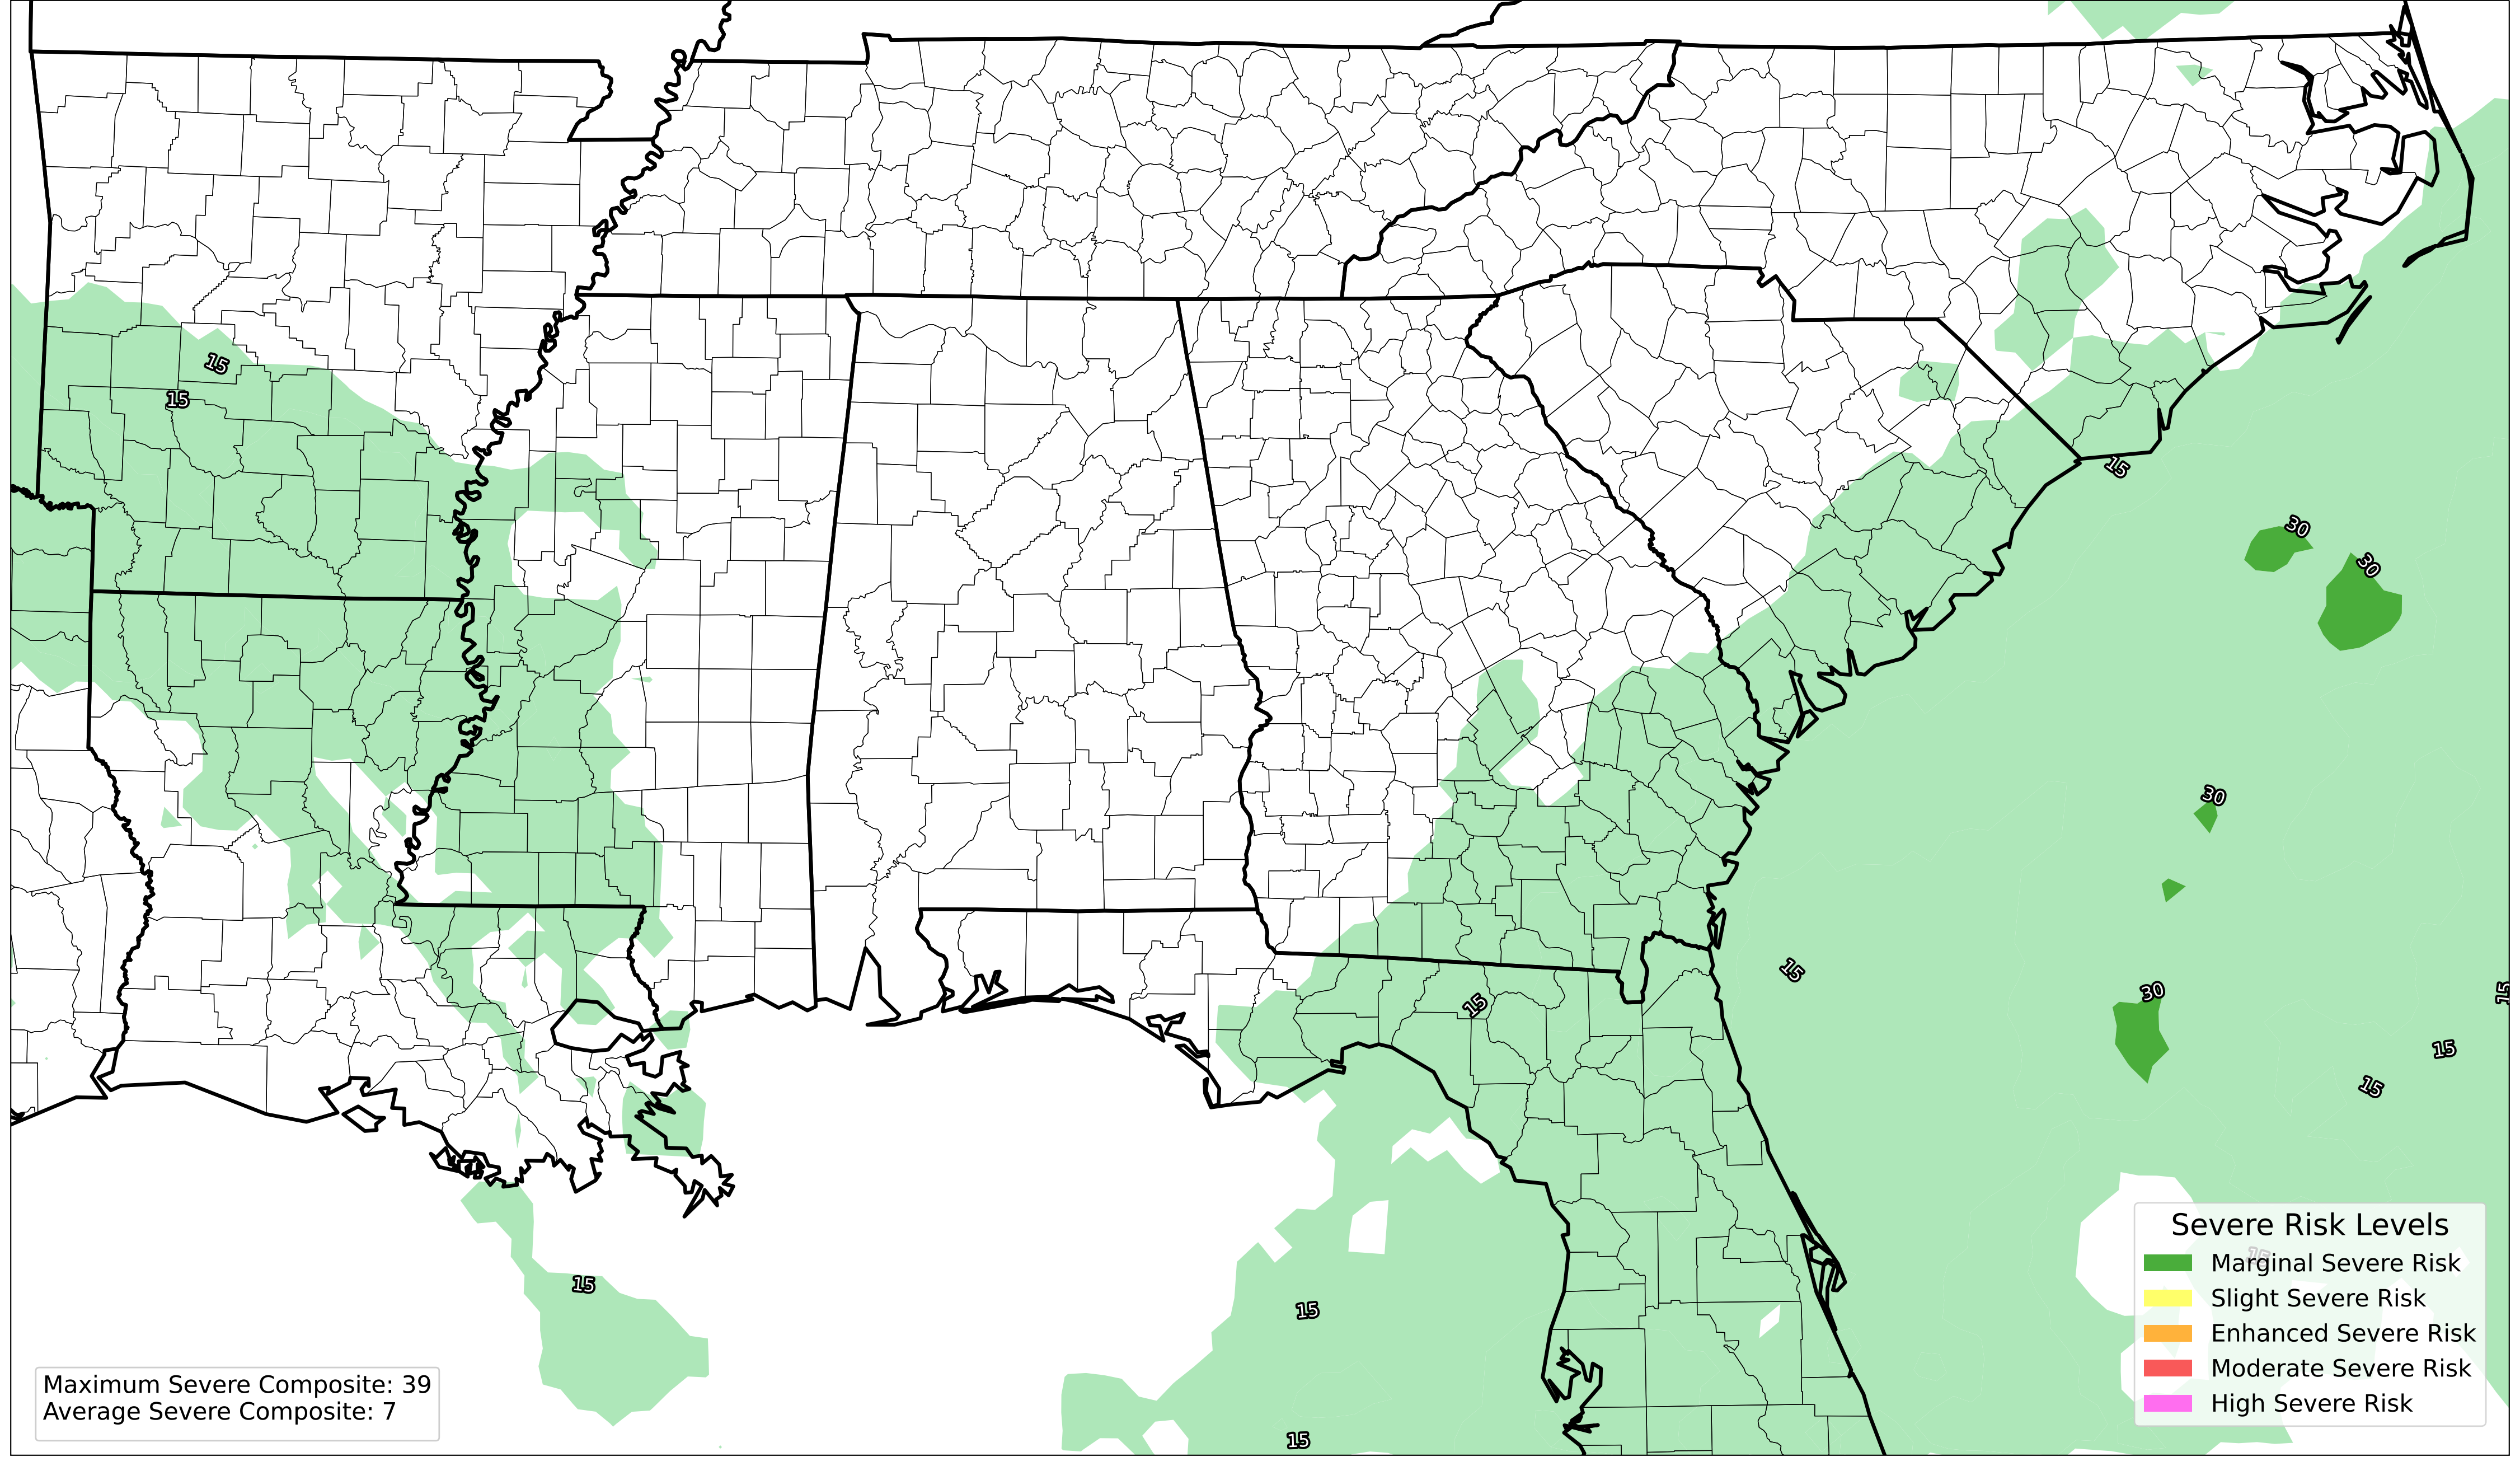 15
15
15
30
30
30
15
30
15
15
15
15
15
15
15
15
Severe Risk Levels
Marginal Severe Risk
Slight Severe Risk
Enhanced Severe Risk
Moderate Severe Risk
High Severe Risk
Maximum Severe Composite: 39
Average Severe Composite: 7